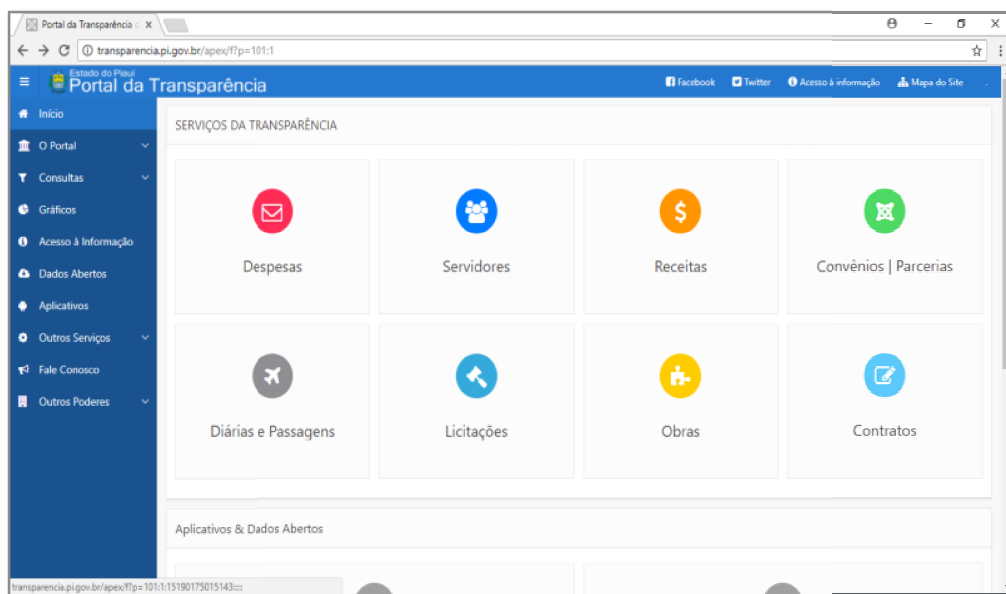 Portal da Transparência
transparencia.pi.gov.br/apex/f?p=101:1
Estado do Piauí
Portal da Transparência
Facebook
Twitter
Acesso à informação
Mapa do Site
Início
O Portal
Consultas
Gráficos
Acesso à Informação
Dados Abertos
Aplicativos
Outros Serviços
Fale Conosco
Outros Poderes
SERVIÇOS DA TRANSPARÊNCIA
Despesas
Servidores
Receitas
Convênios | Parcerias
Diárias e Passagens
Licitações
Obras
Contratos
Aplicativos & Dados Abertos
transparencia.pi.gov.br/apex/f?p=101:1:15190175015143::::